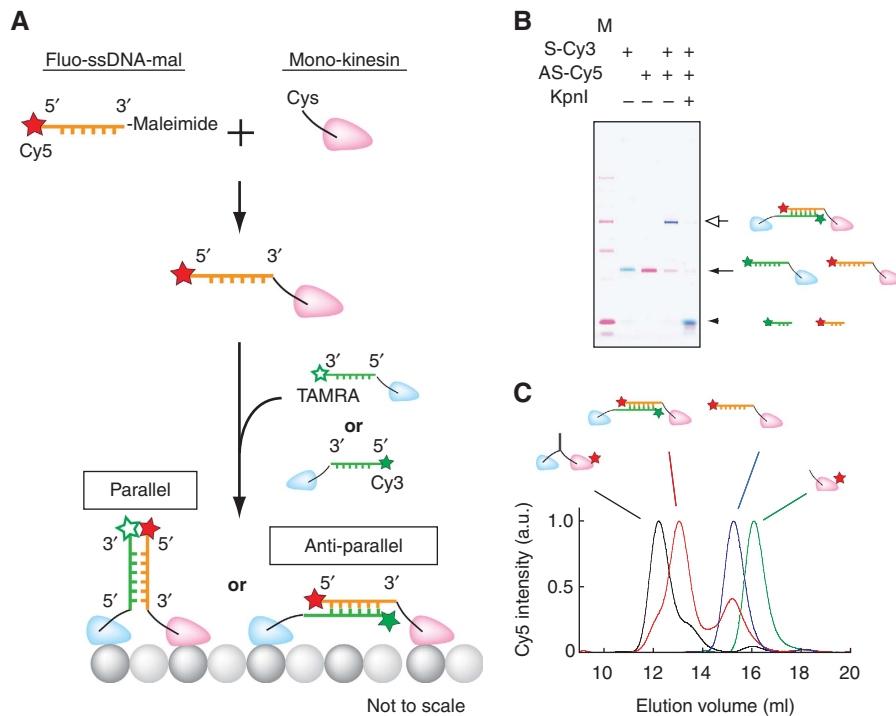 A
Fluo-ssDNA-mal
Mono-kinesin
5′ 3′
-Maleimide
Cy5
+
Cys
5′ 3′
3′ 5′
TAMRA
or
3′ 5′
Cy3
Parallel
3′ 5′
5′ 3′
or
Anti-parallel
5′ 3′
Not to scale
B
M
S-Cy3 + + +
AS-Cy5 + + +
KpnI − − − +
C
Cy5 intensity (a.u.)
1.0
0.5
0
10 12 14 16 18 20
Elution volume (ml)